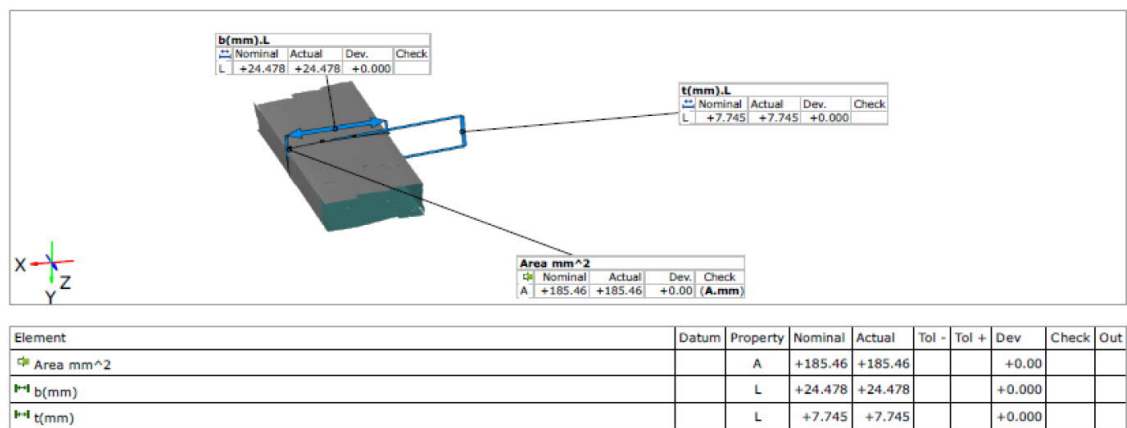 b(mm).L
Nominal Actual Dev. Check
L +24.478 +24.478 +0.000
t(mm).L
Nominal Actual Dev. Check
L +7.745 +7.745 +0.000
X
Z
Y
Area mm^2
Nominal Actual Dev. Check
A +185.46 +185.46 +0.00 (A.mm)
Element Datum Property Nominal Actual Tol - Tol + Dev Check Out
Area mm^2 A +185.46 +185.46 +0.00
b(mm) L +24.478 +24.478 +0.000
t(mm) L +7.745 +7.745 +0.000